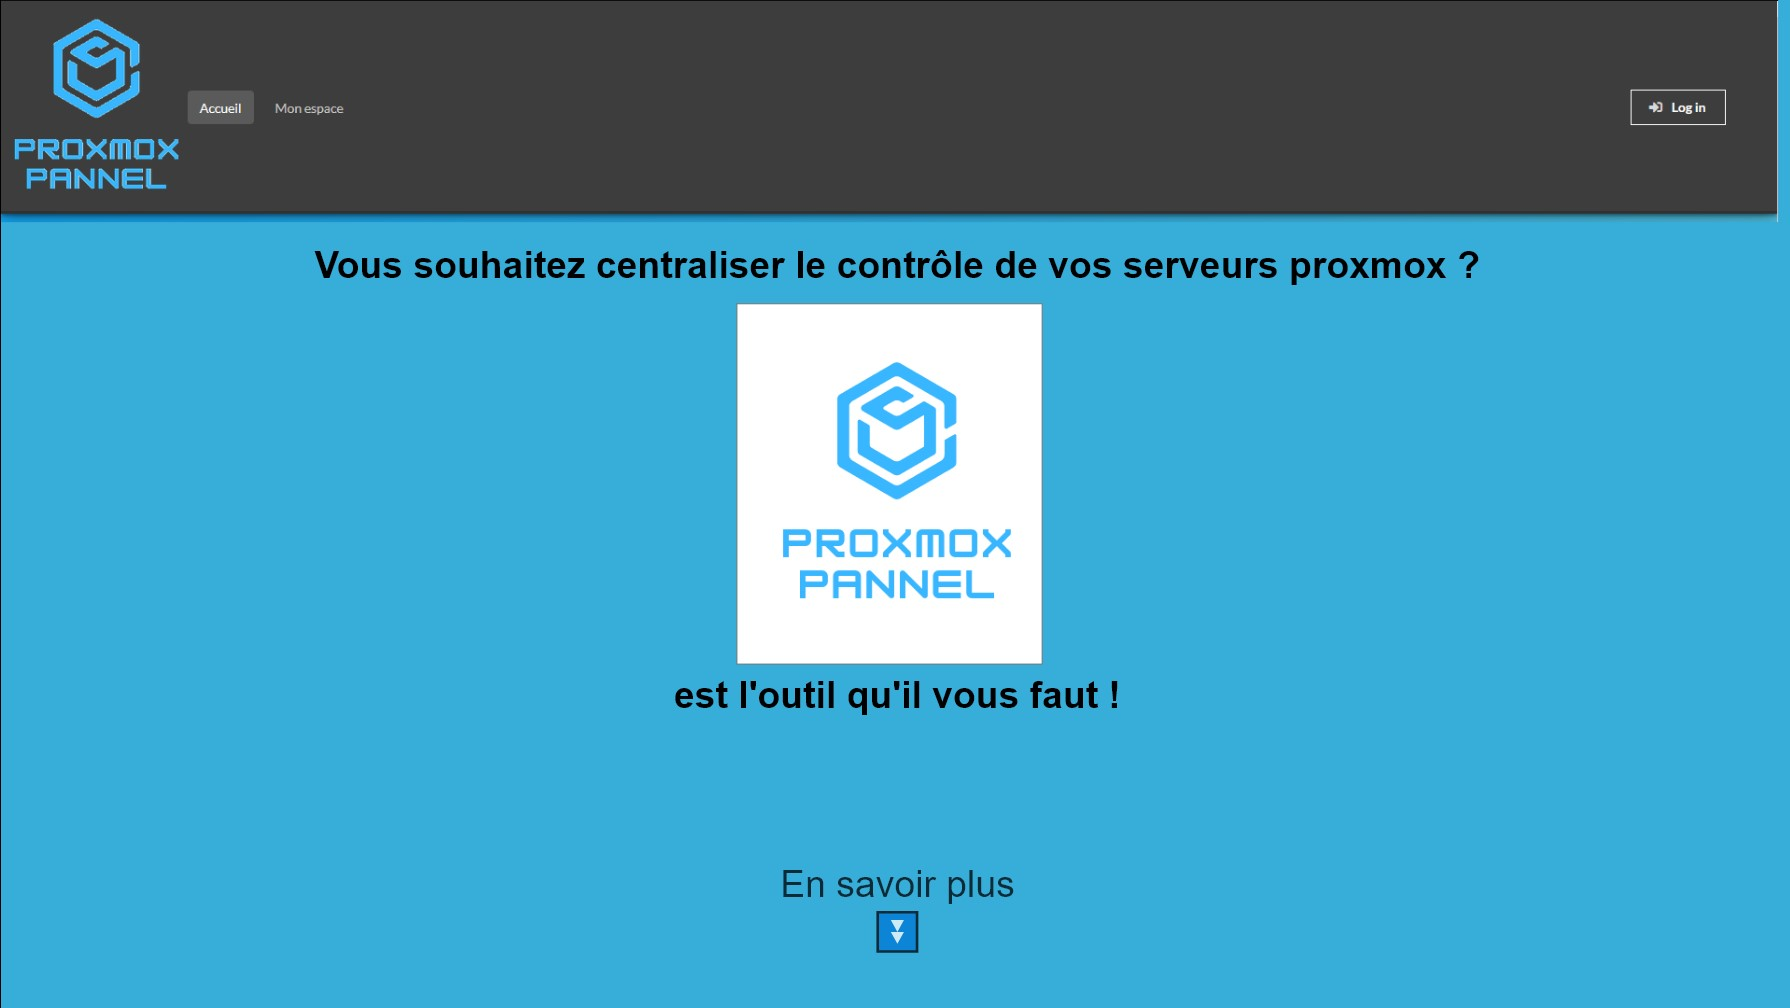 PROXMOX
PANNEL
Accueil
Mon espace
Log in
Vous souhaitez centraliser le contrôle de vos serveurs proxmox ?
PROXMOX
PANNEL
est l'outil qu'il vous faut !
En savoir plus